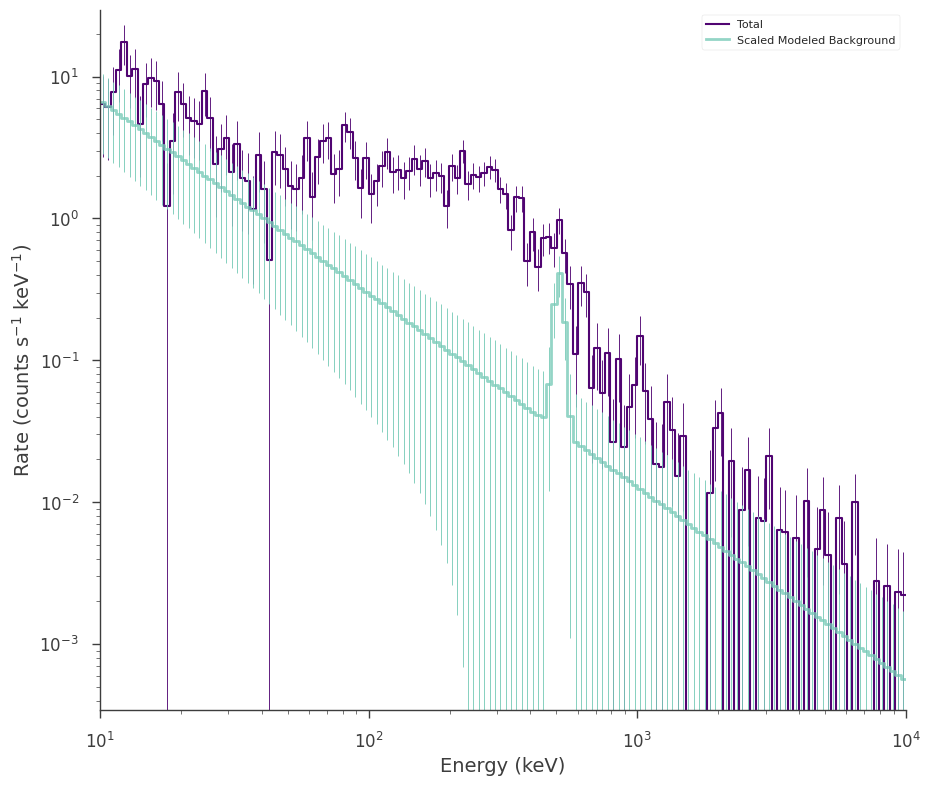 Total
Scaled Modeled Background
Rate (counts s⁻¹ keV⁻¹)
10¹
10⁰
10⁻¹
10⁻²
10⁻³
10¹ 10² 10³ 10⁴
Energy (keV)